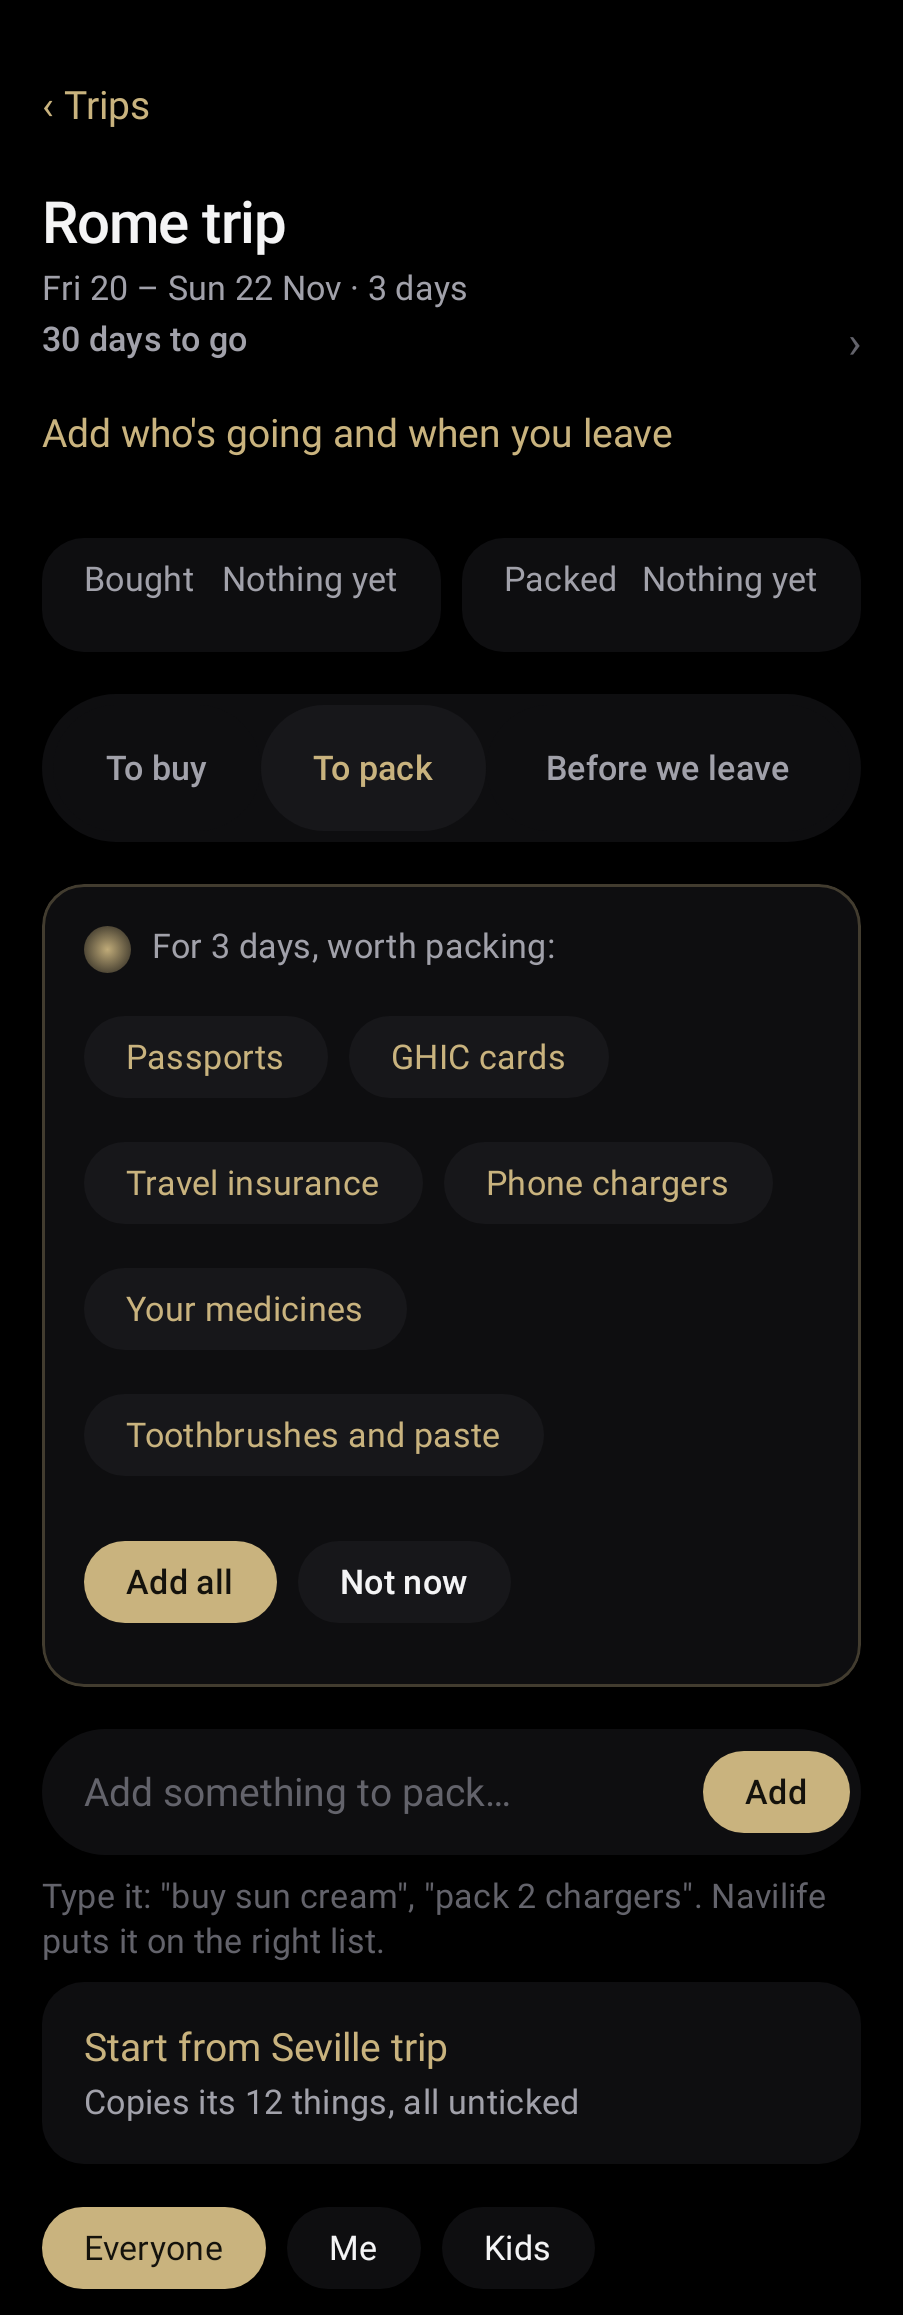 ‹ Trips
Rome trip
Fri 20 – Sun 22 Nov · 3 days
30 days to go
›
Add who's going and when you leave
Bought Nothing yet
Packed Nothing yet
To buy
To pack
Before we leave
For 3 days, worth packing:
Passports
GHIC cards
Travel insurance
Phone chargers
Your medicines
Toothbrushes and paste
Add all
Not now
Add something to pack...
Add
Type it: "buy sun cream", "pack 2 chargers". Navilife
puts it on the right list.
Start from Seville trip
Copies its 12 things, all unticked
Everyone
Me
Kids